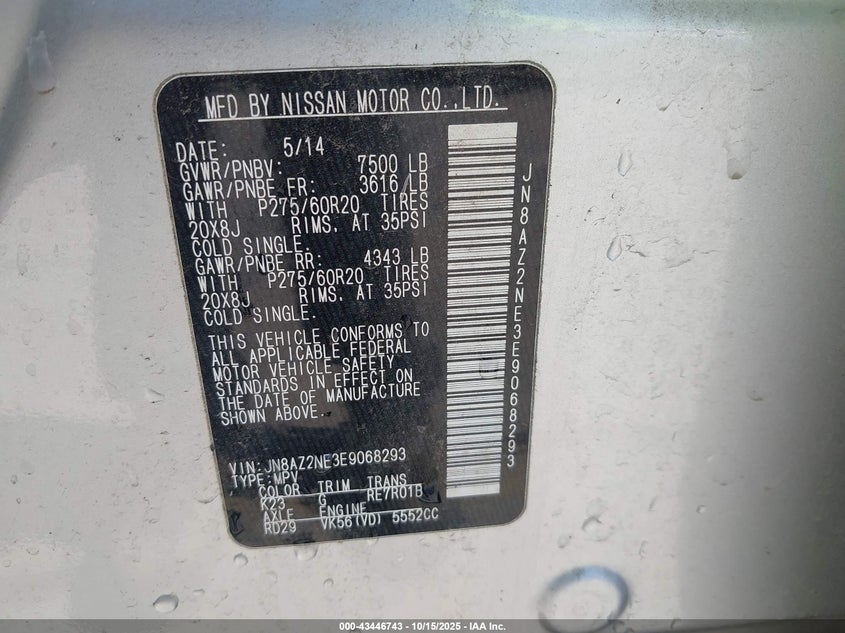 MFD BY NISSAN MOTOR CO.,LTD.
DATE: 5/14
GVWR/PNBV: 7500 LB
GAWR/PNBE FR: 3616 LB
WITH P275/60R20 TIRES
20X8J RIMS. AT 35PSI
COLD SINGLE.
GAWR/PNBE RR: 4343 LB
WITH P275/60R20 TIRES
20X8J RIMS. AT 35PSI
COLD SINGLE.
THIS VEHICLE CONFORMS TO
ALL APPLICABLE FEDERAL
MOTOR VEHICLE SAFETY
STANDARDS IN EFFECT ON
THE DATE OF MANUFACTURE
SHOWN ABOVE.
VIN:JN8AZ2NE3E9068293
TYPE:MPV
COLOR TRIM TRANS
K23 G RE7R01B
AXLE ENGINE
RD29 VK56(VD) 5552CC
JN8AZ2NE3E9068293
000-43446743 | 10/15/2025 - IAA Inc.